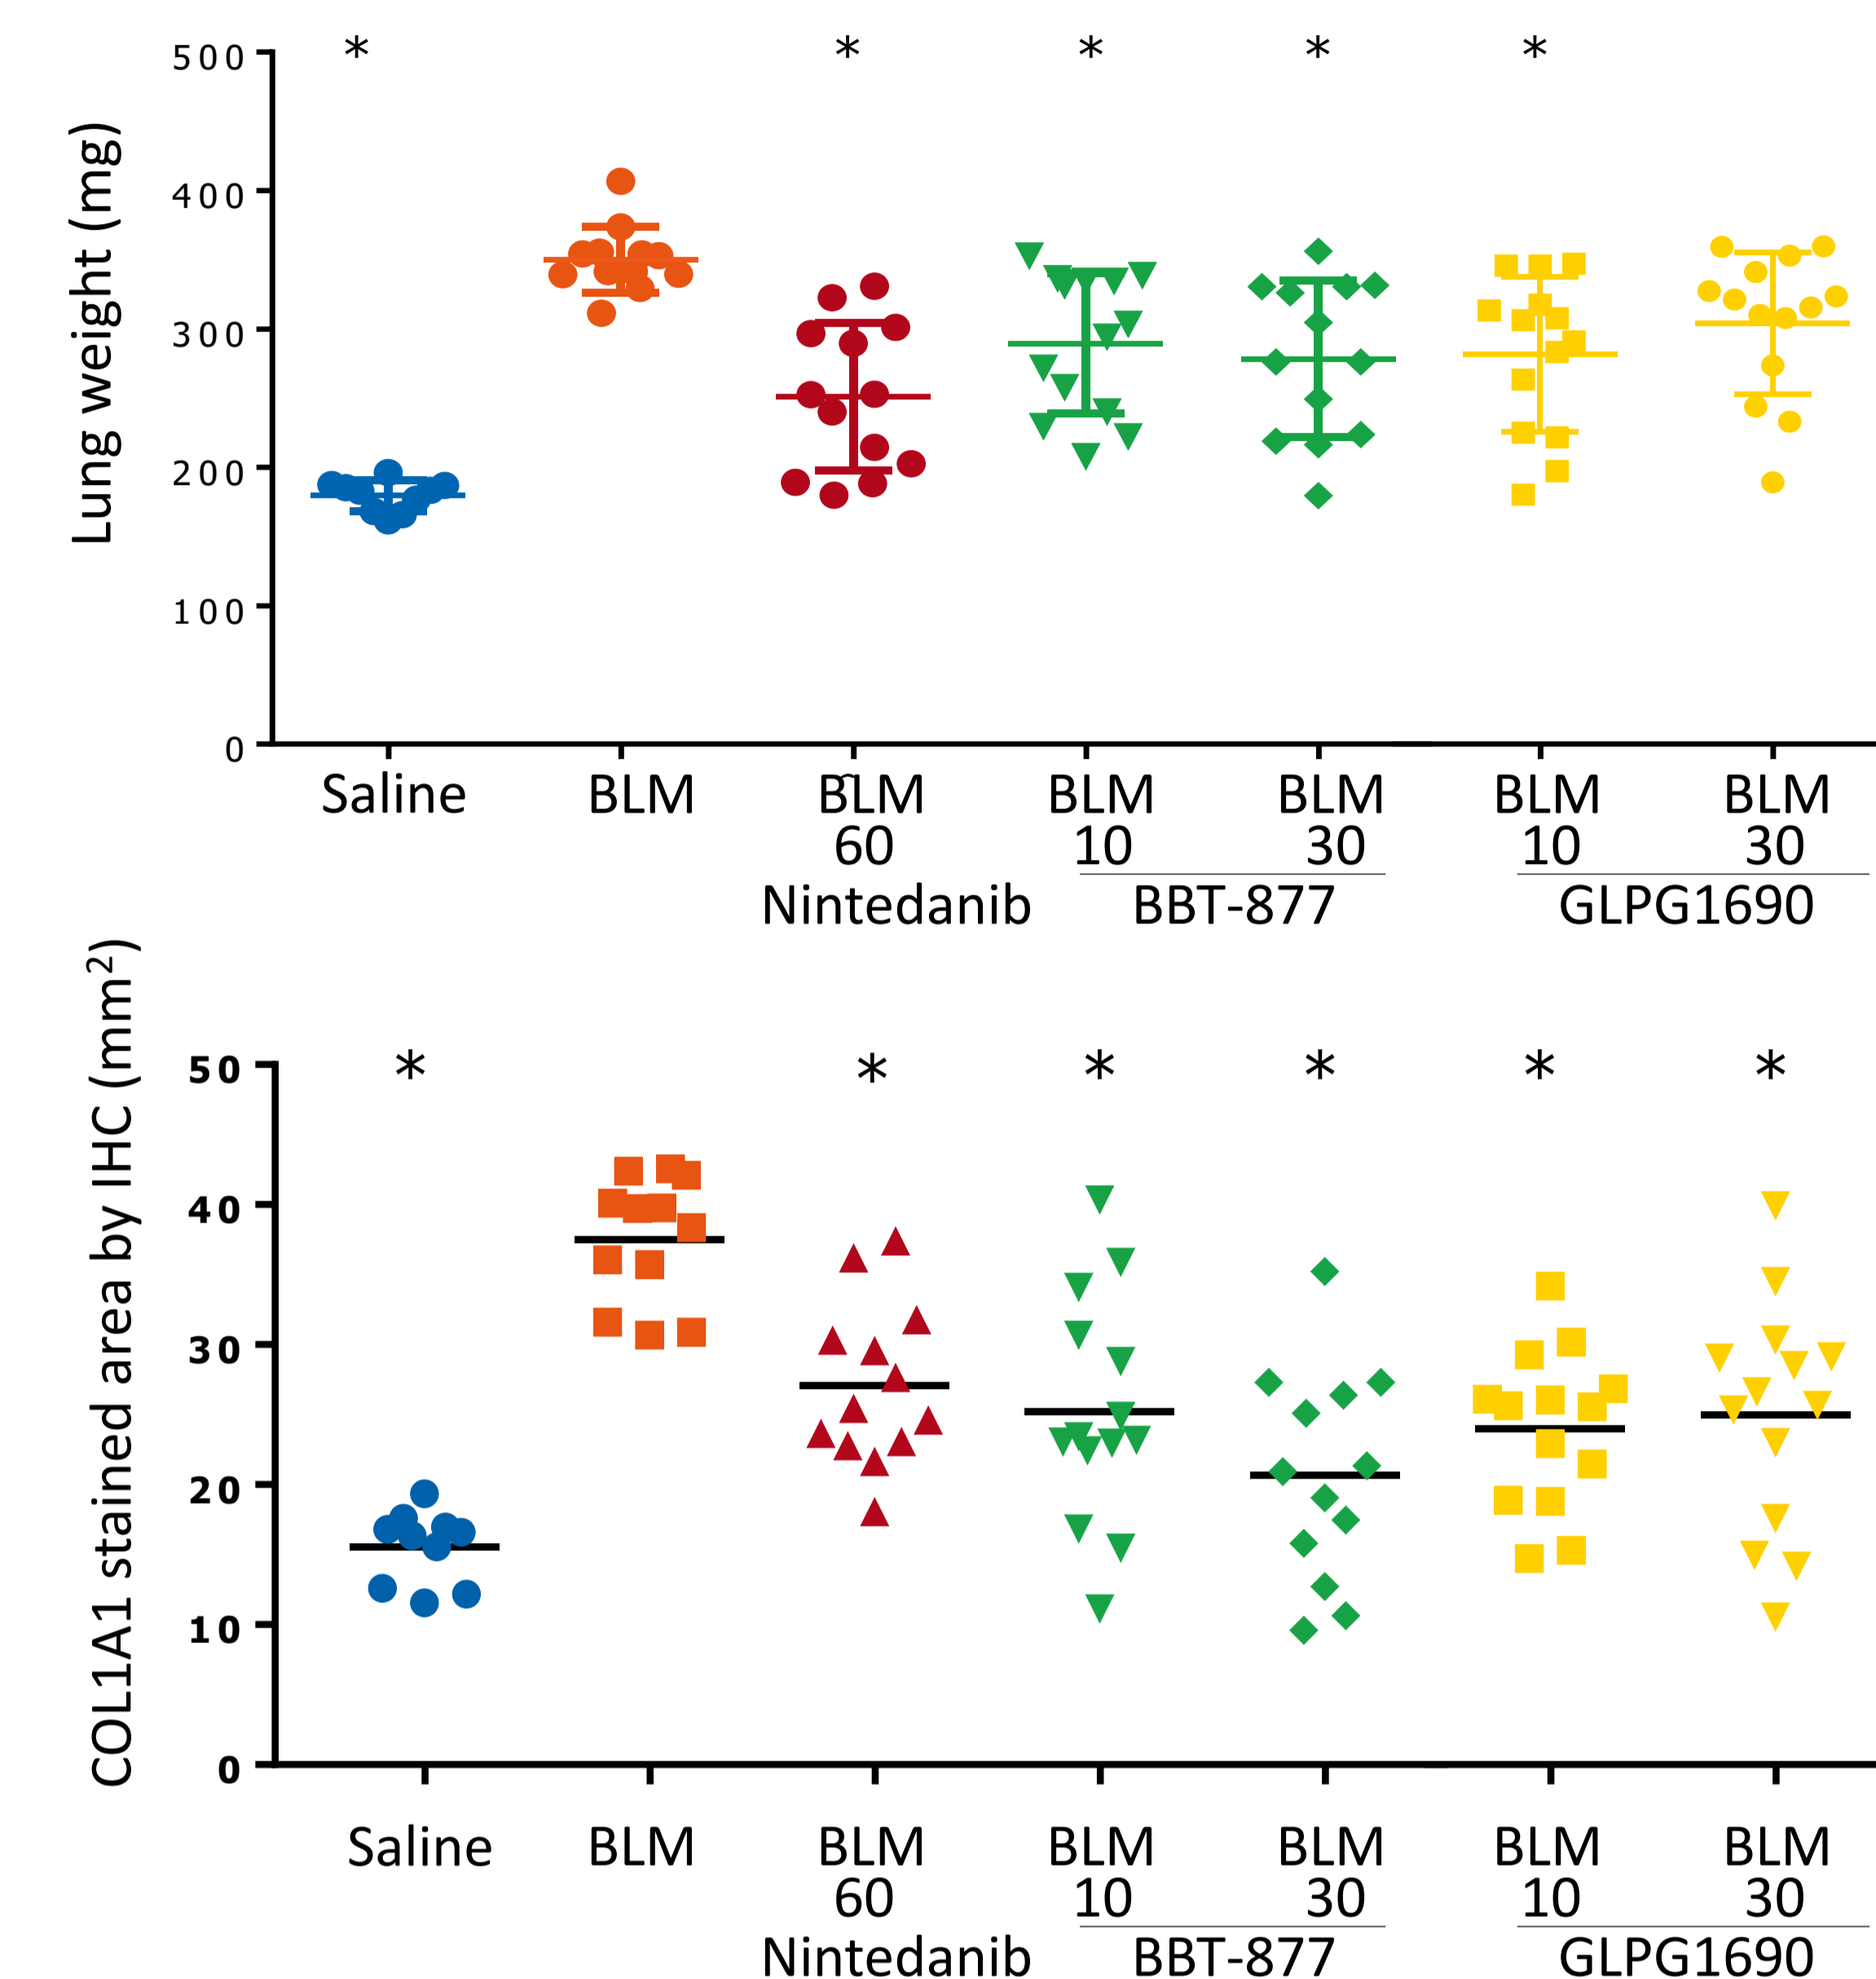 Lung weight (mg)
500
400
300
200
100
0
* * * * *
Saline BLM BLM BLM BLM BLM BLM
60 10 30 10 30
Nintedanib BBT-877 GLPG1690
COL1A1 stained area by IHC (mm²)
50
40
30
20
10
0
* * * * * *
Saline BLM BLM BLM BLM BLM BLM
60 10 30 10 30
Nintedanib BBT-877 GLPG1690